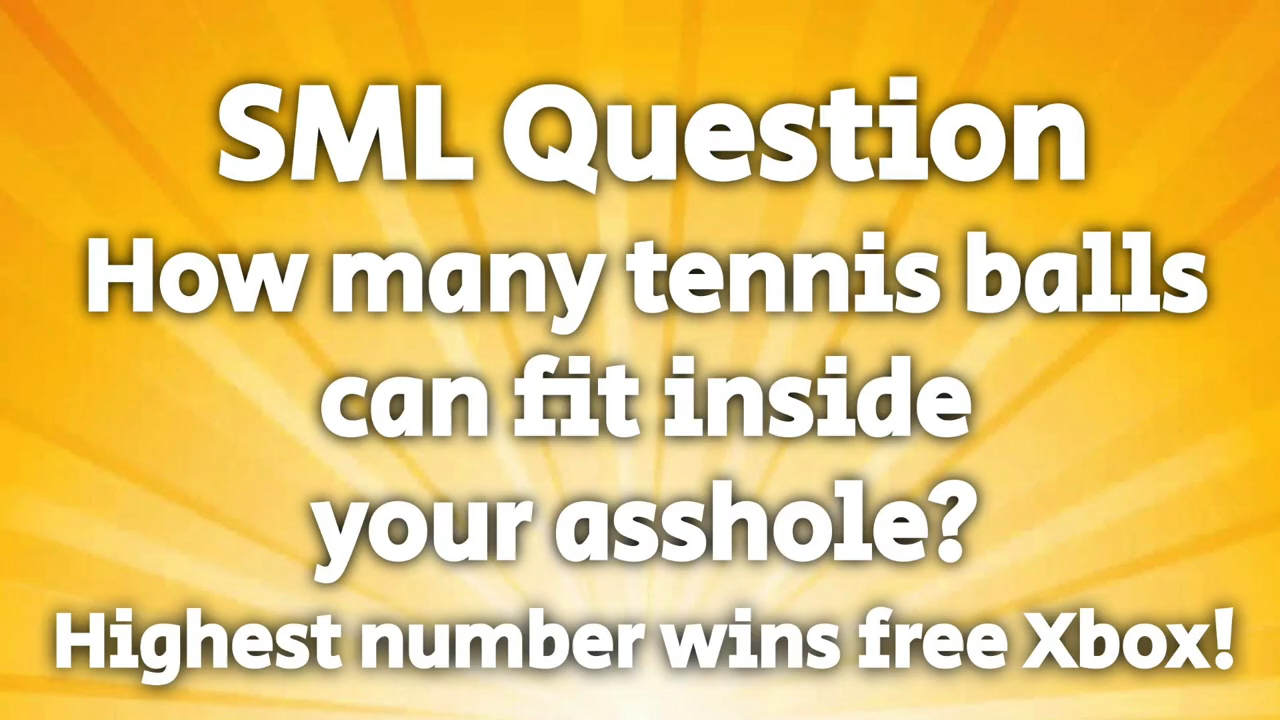 SML Question
How many tennis balls
can fit inside
your asshole?
Highest number wins free Xbox!